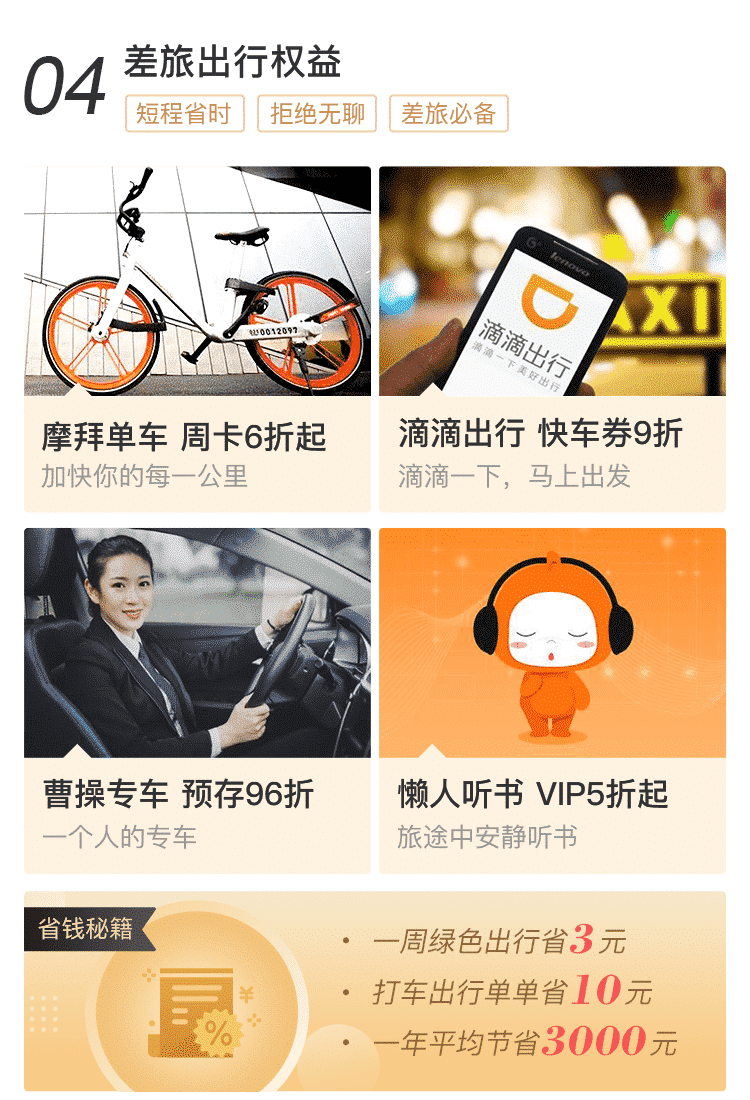 04
差旅出行权益
短程省时
拒绝无聊
差旅必备
0012097
lenovo
滴滴出行
滴滴一下 美好出行
AXI
摩拜单车 周卡6折起
加快你的每一公里
滴滴出行 快车券9折
滴滴一下，马上出发
曹操专车 预存96折
一个人的专车
懒人听书 VIP5折起
旅途中安静听书
省钱秘籍
• 一周绿色出行省3元
• 打车出行单单省10元
• 一年平均节省3000元
¥
%